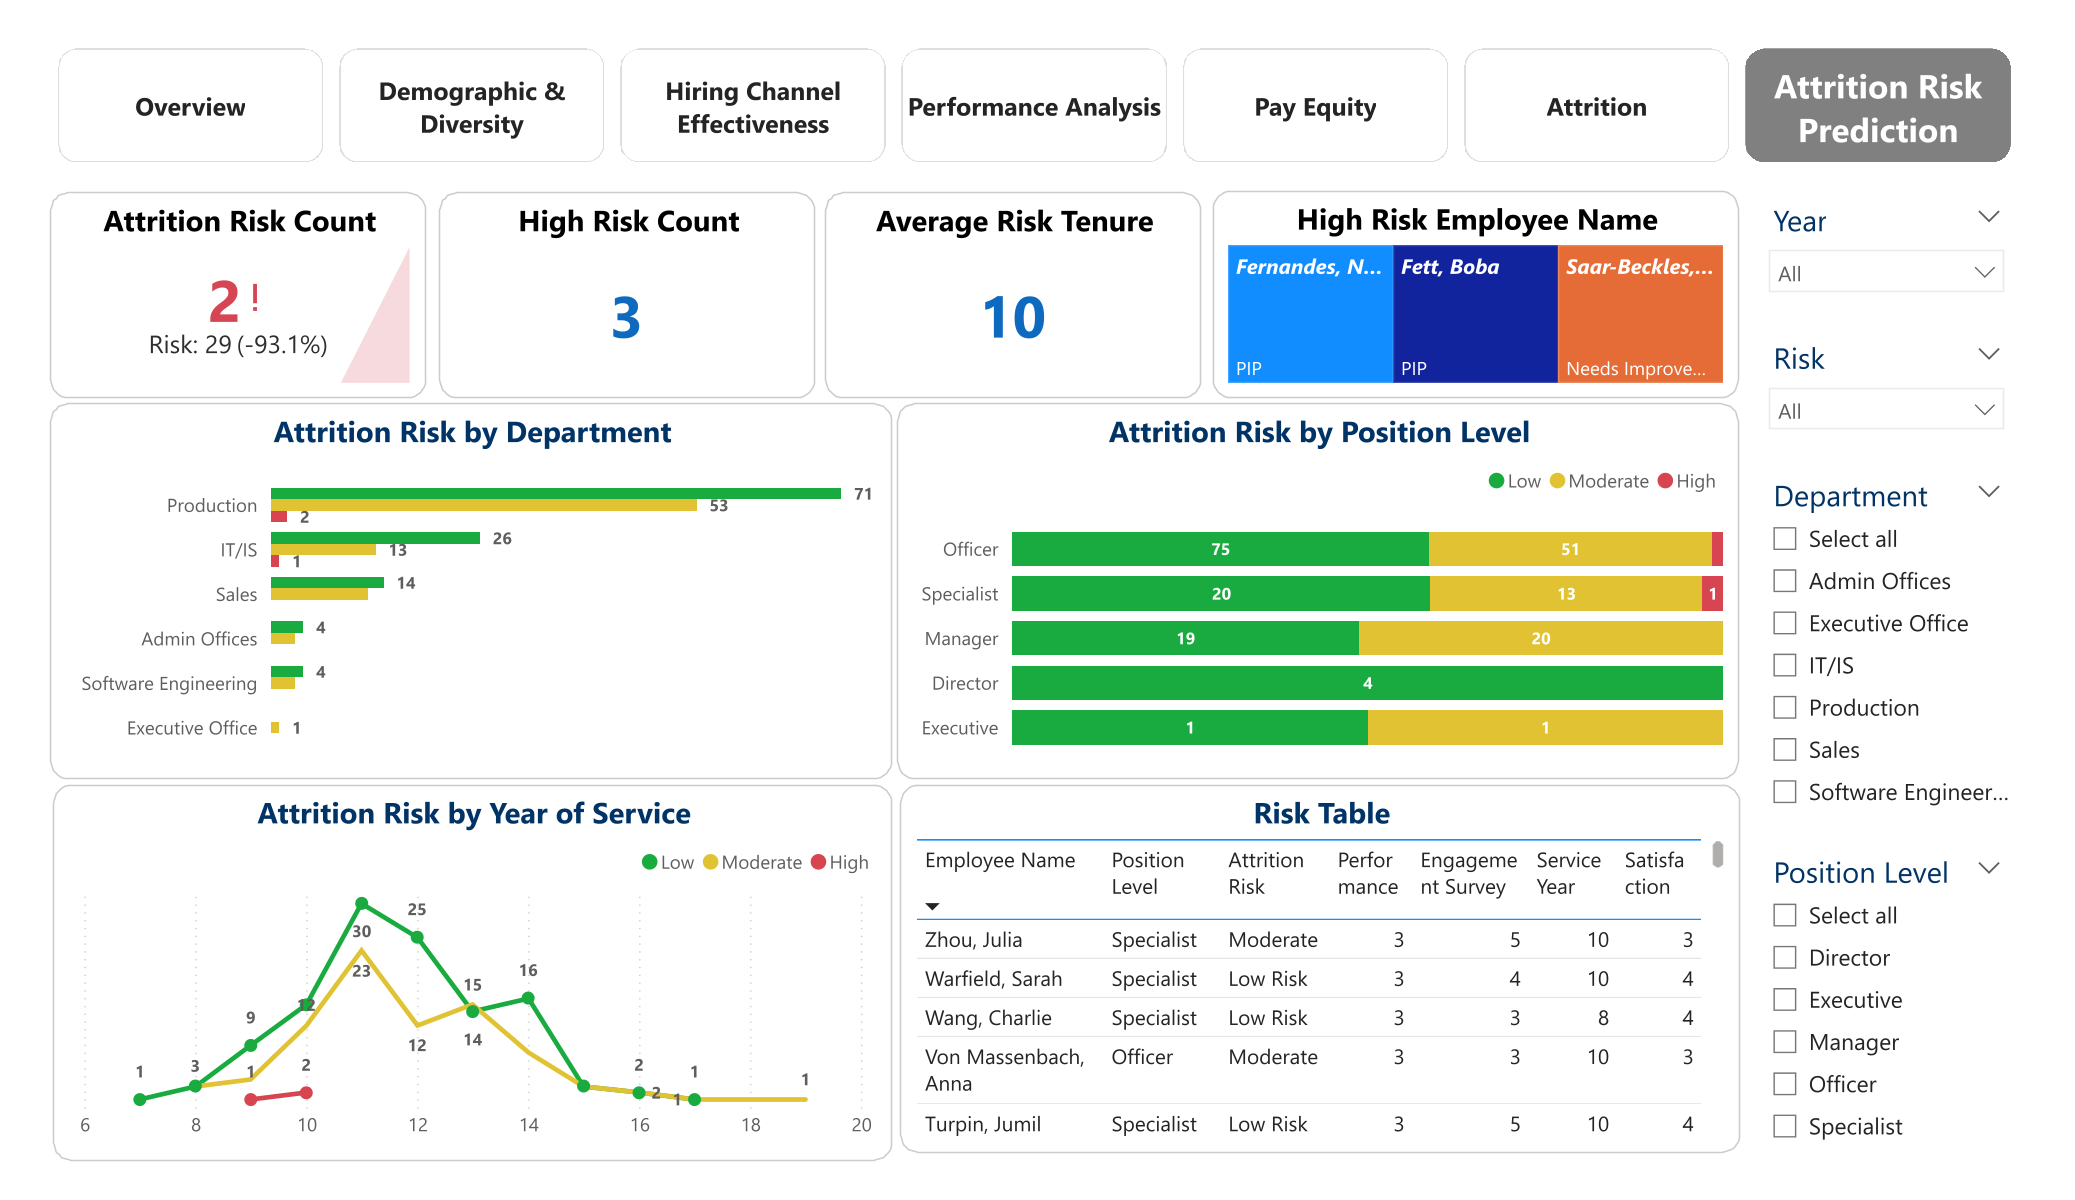 Overview
Demographic &
Diversity
Hiring Channel
Effectiveness
Performance Analysis
Pay Equity
Attrition
Attrition Risk
Prediction
Attrition Risk Count
2 !
Risk: 29 (-93.1%)
High Risk Count
3
Average Risk Tenure
10
High Risk Employee Name
Fernandes, N...
PIP
Fett, Boba
PIP
Saar-Beckles,...
Needs Improve...
Year
All
Risk
All
Department
Select all
Admin Offices
Executive Office
IT/IS
Production
Sales
Software Engineer...
Position Level
Select all
Director
Executive
Manager
Officer
Specialist
Attrition Risk by Department
Production 71
53
2
IT/IS 26
13
1
Sales 14
Admin Offices 4
Software Engineering 4
Executive Office 1
Attrition Risk by Position Level
Low Moderate High
Officer 75 51
Specialist 20 13 1
Manager 19 20
Director 4
Executive 1 1
Attrition Risk by Year of Service
Low Moderate High
25
30
23
16
15
12
9
12
14
1
3
1
2
2
2
1
1
1
6 8 10 12 14 16 18 20
Risk Table
Employee Name Position Attrition Perfor Engageme Service Satisfa
Level Risk mance nt Survey Year ction
Zhou, Julia Specialist Moderate 3 5 10 3
Warfield, Sarah Specialist Low Risk 3 4 10 4
Wang, Charlie Specialist Low Risk 3 3 8 4
Von Massenbach, Officer Moderate 3 3 10 3
Anna
Turpin, Jumil Specialist Low Risk 3 5 10 4